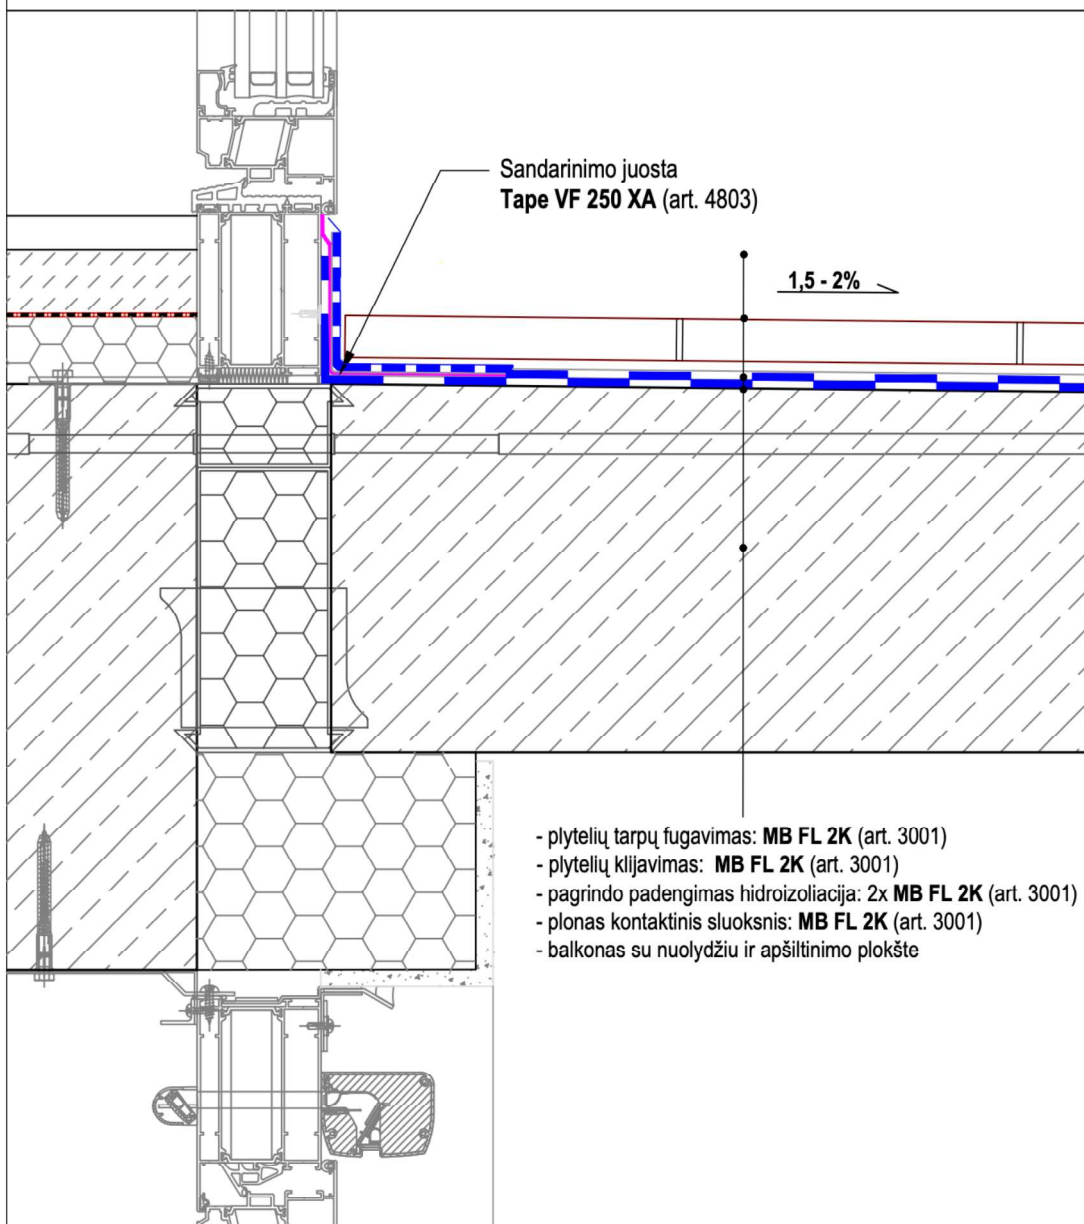 Sandarinimo juosta
Tape VF 250 XA (art. 4803)
1,5 - 2%
- plytelių tarpų fugavimas: MB FL 2K (art. 3001)
- plytelių klijavimas: MB FL 2K (art. 3001)
- pagrindo padengimas hidroizoliacija: 2x MB FL 2K (art. 3001)
- plonas kontaktinis sluoksnis: MB FL 2K (art. 3001)
- balkonas su nuolydžiu ir apšiltinimo plokšte